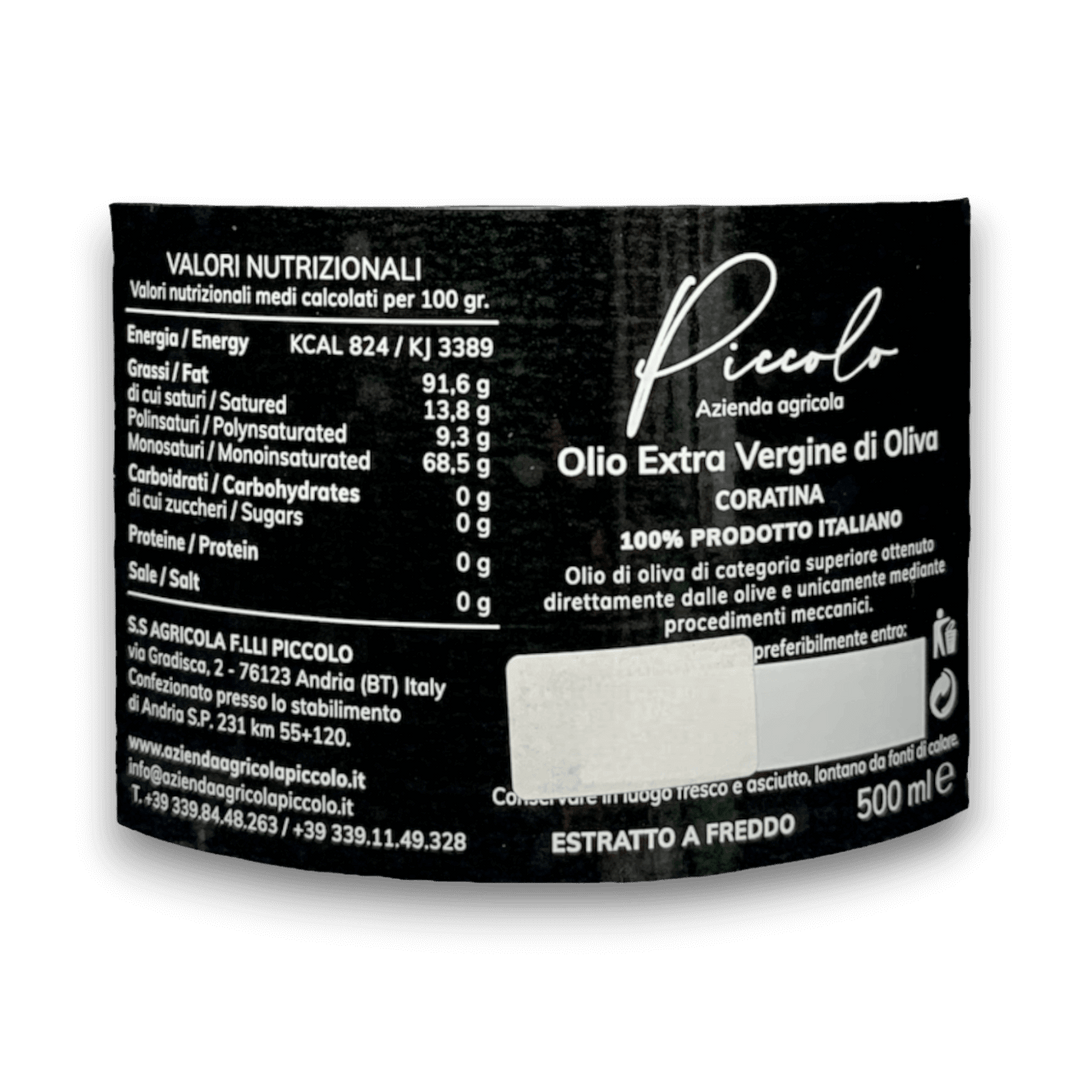 VALORI NUTRIZIONALI
Valori nutrizionali medi calcolati per 100 gr.
Energia / Energy KCAL 824 / KJ 3389
Grassi / Fat 91,6 g
di cui saturi / Satured 13,8 g
Polinsaturi / Polynsaturated 9,3 g
Monosaturi / Monoinsaturated 68,5 g
Carboidrati / Carbohydrates 0 g
di cui zuccheri / Sugars 0 g
Proteine / Protein 0 g
Sale / Salt 0 g
S.S AGRICOLA F.LLI PICCOLO
via Gradisca, 2 - 76123 Andria (BT) Italy
Confezionato presso lo stabilimento
di Andria S.P. 231 km 55+120.
www.aziendaagricolapiccolo.it
info@aziendaagricolapiccolo.it
T. +39 339.84.48.263 / +39 339.11.49.328
Piccolo
Azienda agricola
Olio Extra Vergine di Oliva
CORATINA
100% PRODOTTO ITALIANO
Olio di oliva di categoria superiore ottenuto
direttamente dalle olive e unicamente mediante
procedimenti meccanici.
preferibilmente entro:
Conservare in luogo fresco e asciutto, lontano da fonti di calore.
500 ml e
ESTRATTO A FREDDO